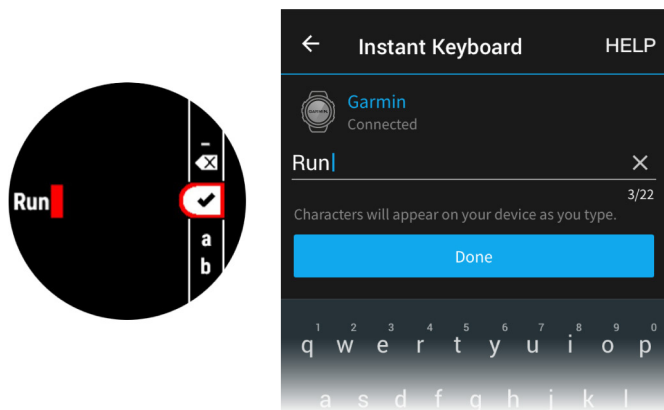 _
Run
a
b
Instant Keyboard HELP
Garmin
Connected
Run
3/22
Characters will appear on your device as you type.
Done
1 2 3 4 5 6 7 8 9 0
q w e r t y u i o p
a s d f g h j k l